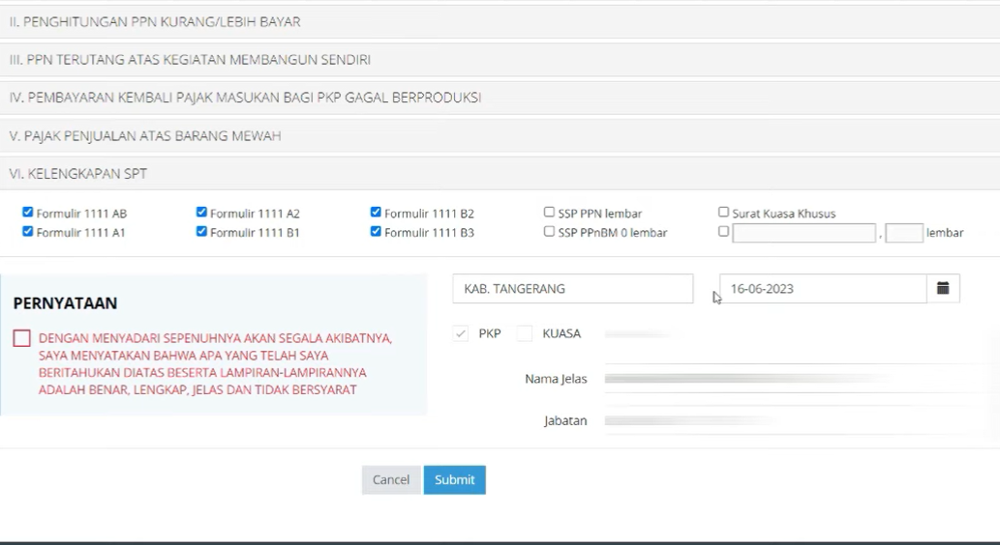 II. PENGHITUNGAN PPN KURANG/LEBIH BAYAR
III. PPN TERUTANG ATAS KEGIATAN MEMBANGUN SENDIRI
IV. PEMBAYARAN KEMBALI PAJAK MASUKAN BAGI PKP GAGAL BERPRODUKSI
V. PAJAK PENJUALAN ATAS BARANG MEWAH
VI. KELENGKAPAN SPT
Formulir 1111 AB Formulir 1111 A2 Formulir 1111 B2 SSP PPN lembar Surat Kuasa Khusus
Formulir 1111 A1 Formulir 1111 B1 Formulir 1111 B3 SSP PPnBM 0 lembar , lembar
KAB. TANGERANG 16-06-2023
PERNYATAAN
DENGAN MENYADARI SEPENUHNYA AKAN SEGALA AKIBATNYA,
SAYA MENYATAKAN BAHWA APA YANG TELAH SAYA
BERITAHUKAN DIATAS BESERTA LAMPIRAN-LAMPIRANNYA
ADALAH BENAR, LENGKAP, JELAS DAN TIDAK BERSYARAT
PKP KUASA
Nama Jelas
Jabatan
Cancel Submit